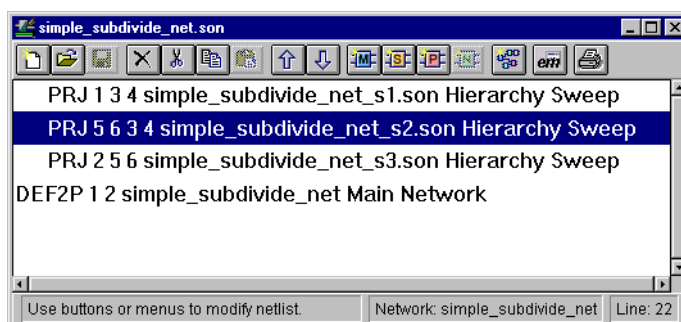 simple_subdivide_net.son
M S P N em
PRJ 1 3 4 simple_subdivide_net_s1.son Hierarchy Sweep
PRJ 5 6 3 4 simple_subdivide_net_s2.son Hierarchy Sweep
PRJ 2 5 6 simple_subdivide_net_s3.son Hierarchy Sweep
DEF2P 1 2 simple_subdivide_net Main Network
Use buttons or menus to modify netlist. Network: simple_subdivide_net Line: 22